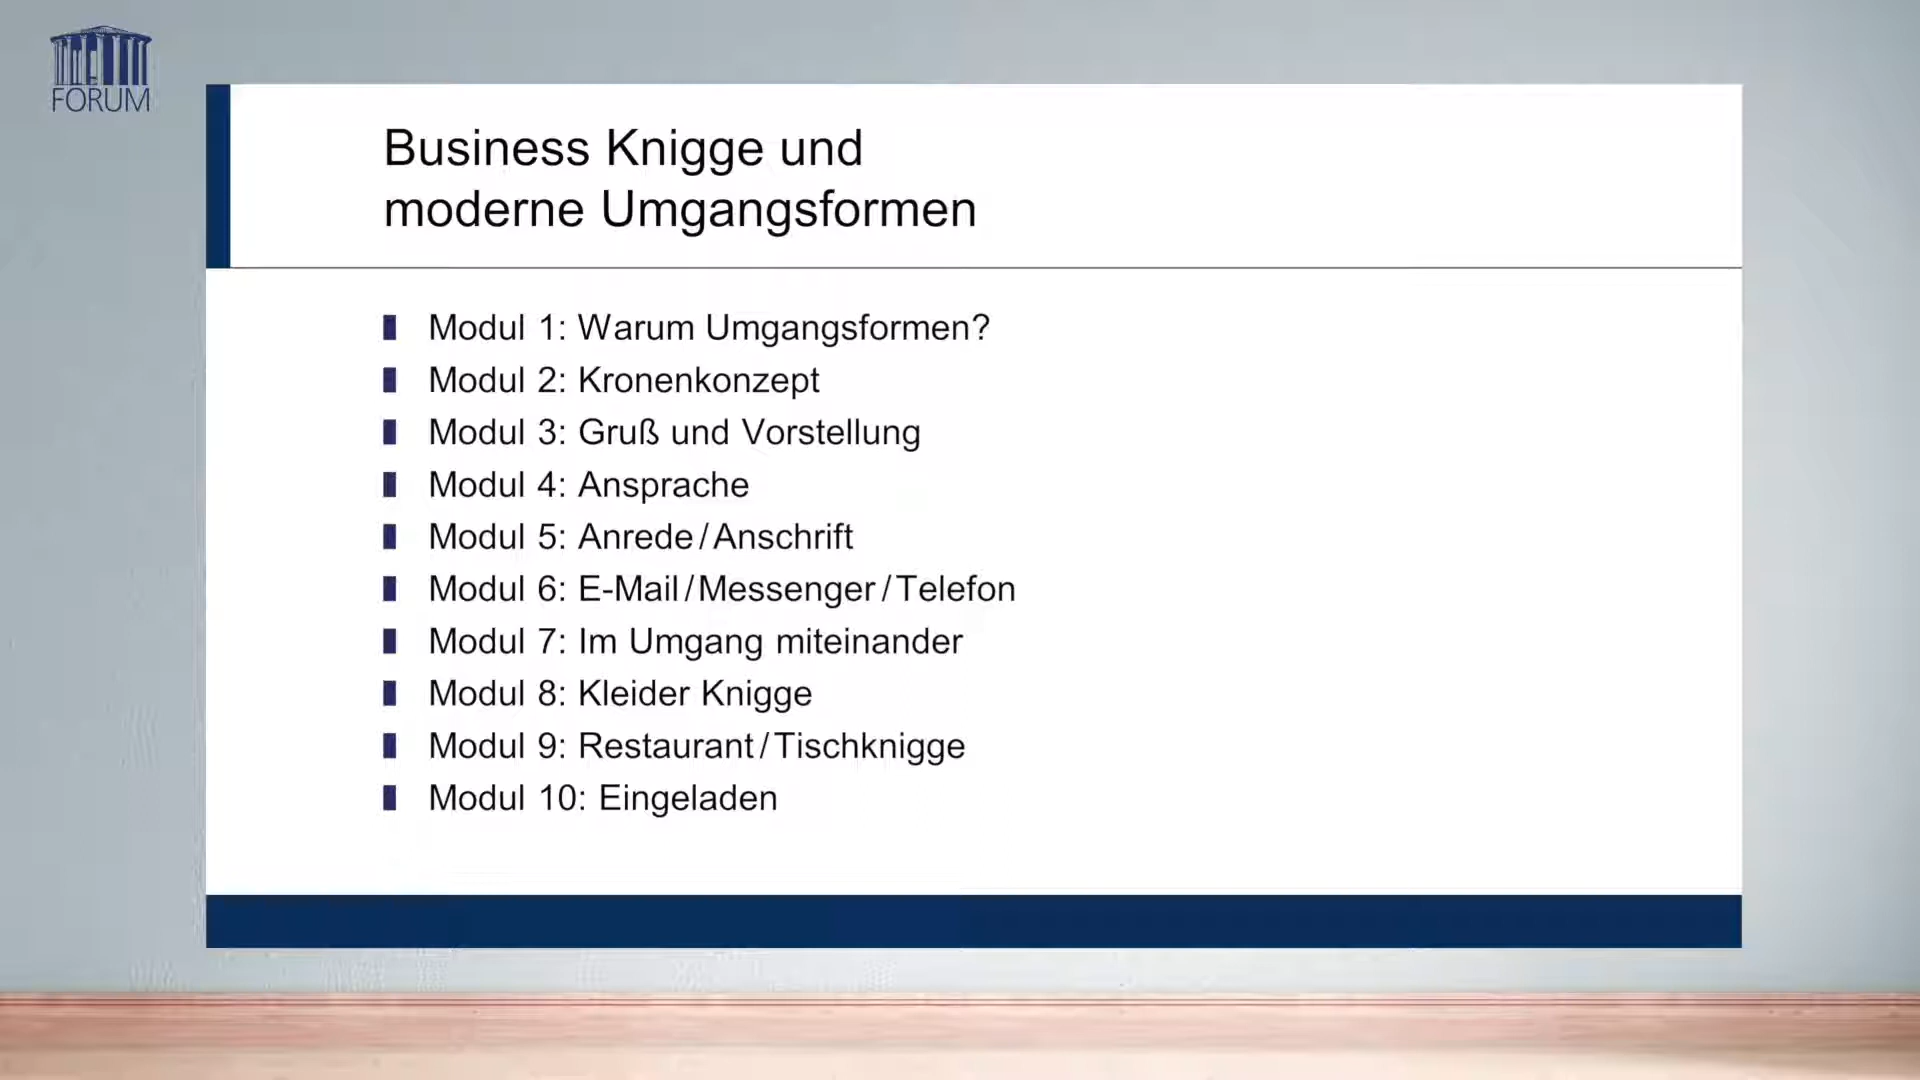 FORUM
Business Knigge und
moderne Umgangsformen
Modul 1: Warum Umgangsformen?
Modul 2: Kronenkonzept
Modul 3: Gruß und Vorstellung
Modul 4: Ansprache
Modul 5: Anrede/Anschrift
Modul 6: E-Mail/Messenger/Telefon
Modul 7: Im Umgang miteinander
Modul 8: Kleider Knigge
Modul 9: Restaurant/Tischknigge
Modul 10: Eingeladen